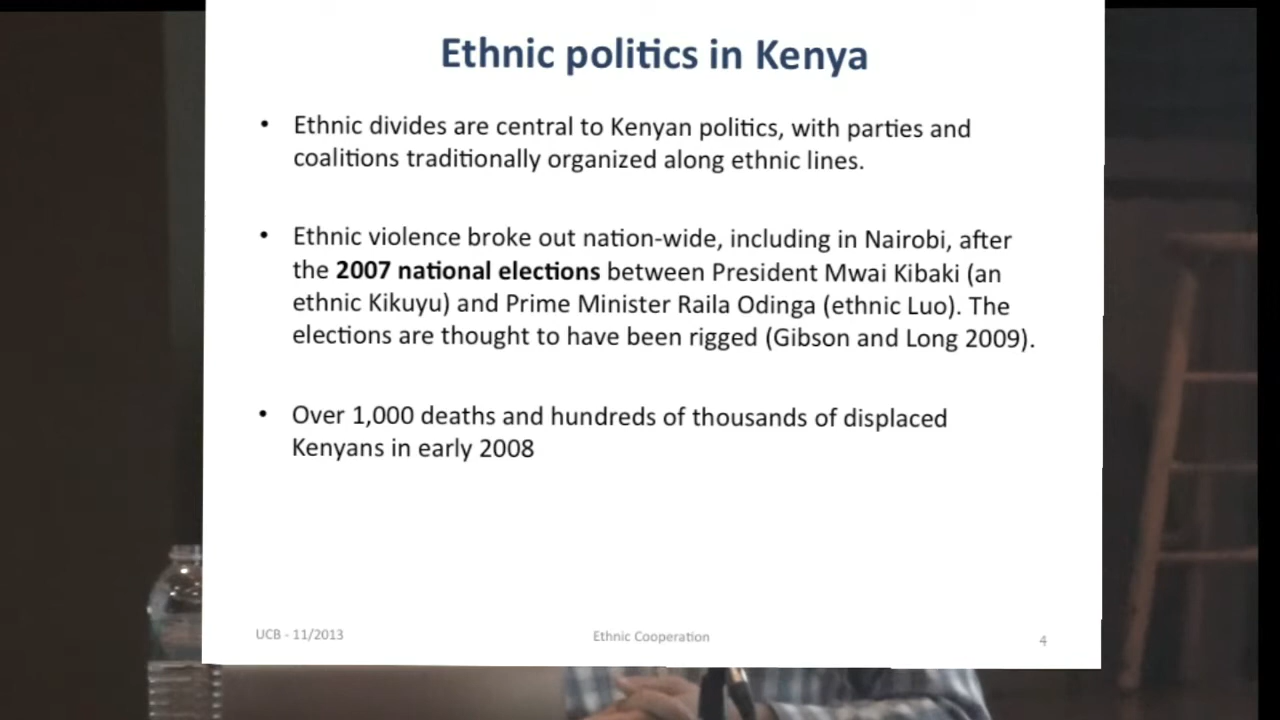 Ethnic politics in Kenya
• Ethnic divides are central to Kenyan politics, with parties and
coalitions traditionally organized along ethnic lines.
• Ethnic violence broke out nation-wide, including in Nairobi, after
the 2007 national elections between President Mwai Kibaki (an
ethnic Kikuyu) and Prime Minister Raila Odinga (ethnic Luo). The
elections are thought to have been rigged (Gibson and Long 2009).
• Over 1,000 deaths and hundreds of thousands of displaced
Kenyans in early 2008
UCB - 11/2013
Ethnic Cooperation
4